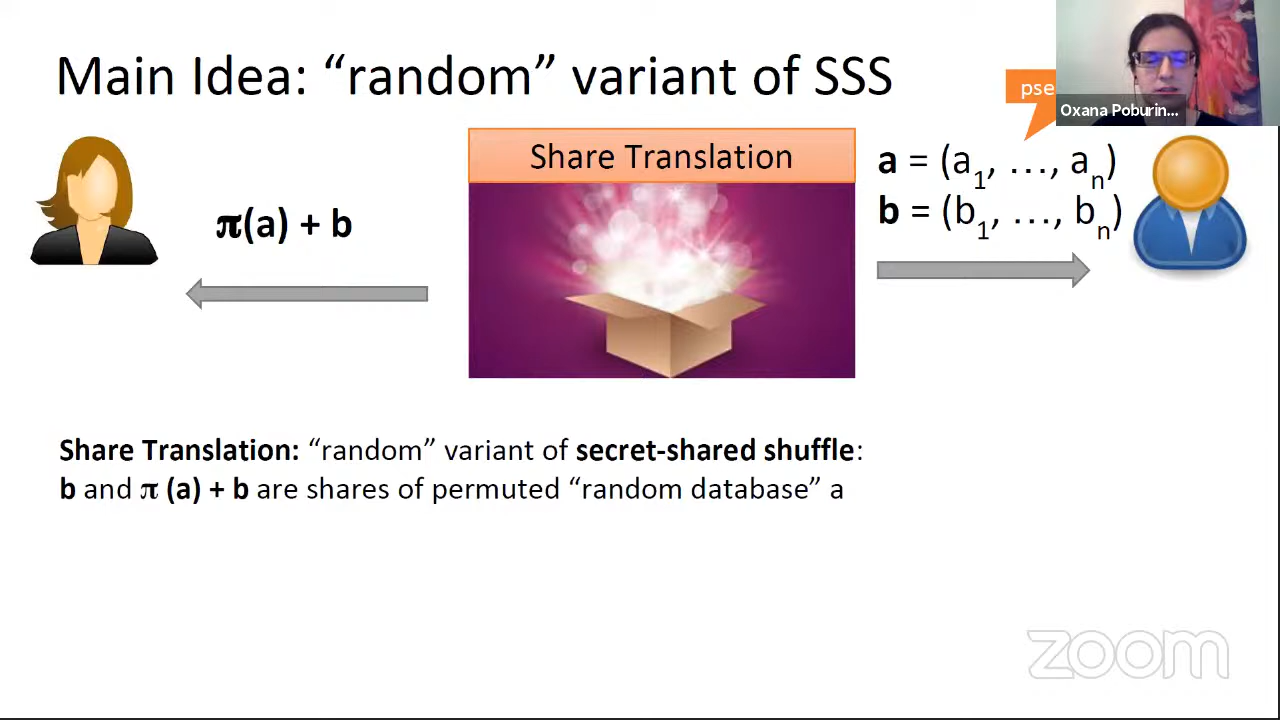 Main Idea: “random” variant of SSS
Oxana Poburin...
Share Translation
π(a) + b
a = (a1, …, an)
b = (b1, …, bn)
Share Translation: “random” variant of secret-shared shuffle:
b and π (a) + b are shares of permuted “random database” a
zoom